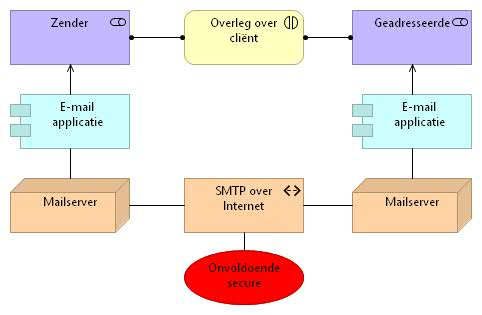 Zender
Overleg over
cliënt
Geadresseerde
E-mail
applicatie
E-mail
applicatie
Mailserver
SMTP over
Internet
Mailserver
Onvoldoende
secure